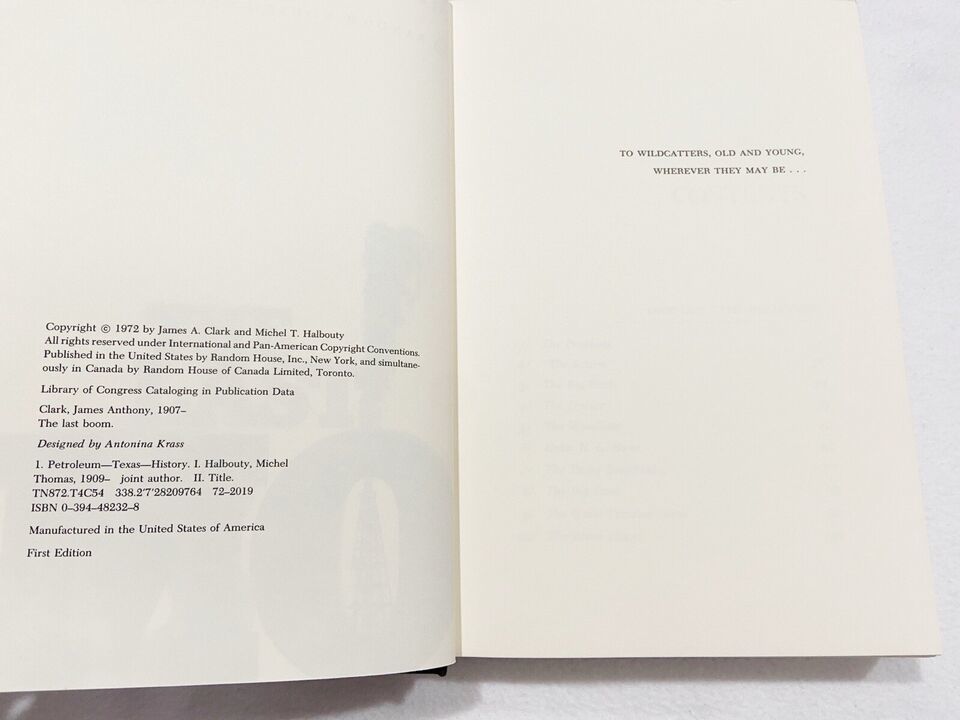 Copyright © 1972 by James A. Clark and Michel T. Halbouty
All rights reserved under International and Pan-American Copyright Conventions.
Published in the United States by Random House, Inc., New York, and simultane-
ously in Canada by Random House of Canada Limited, Toronto.
Library of Congress Cataloging in Publication Data
Clark, James Anthony, 1907–
The last boom.
Designed by Antonina Krass
1. Petroleum—Texas—History. I. Halbouty, Michel
Thomas, 1909– joint author. II. Title.
TN872.T4C54 338.2'7'28209764 72–2019
ISBN 0–394–48232–8
Manufactured in the United States of America
First Edition
TO WILDCATTERS, OLD AND YOUNG,
WHEREVER THEY MAY BE . . .